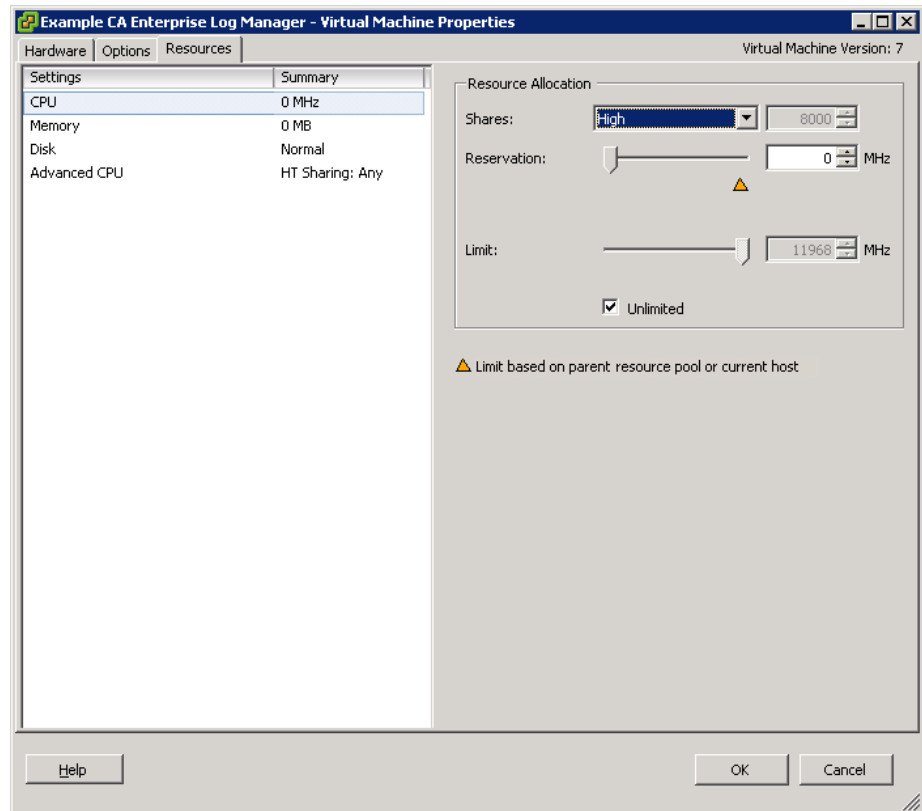 Example CA Enterprise Log Manager - Virtual Machine Properties
Hardware Options Resources Virtual Machine Version: 7
Settings Summary
CPU 0 MHz
Memory 0 MB
Disk Normal
Advanced CPU HT Sharing: Any
Resource Allocation
Shares: High 8000
Reservation: 0 MHz
Limit: 11968 MHz
Unlimited
Limit based on parent resource pool or current host
Help OK Cancel